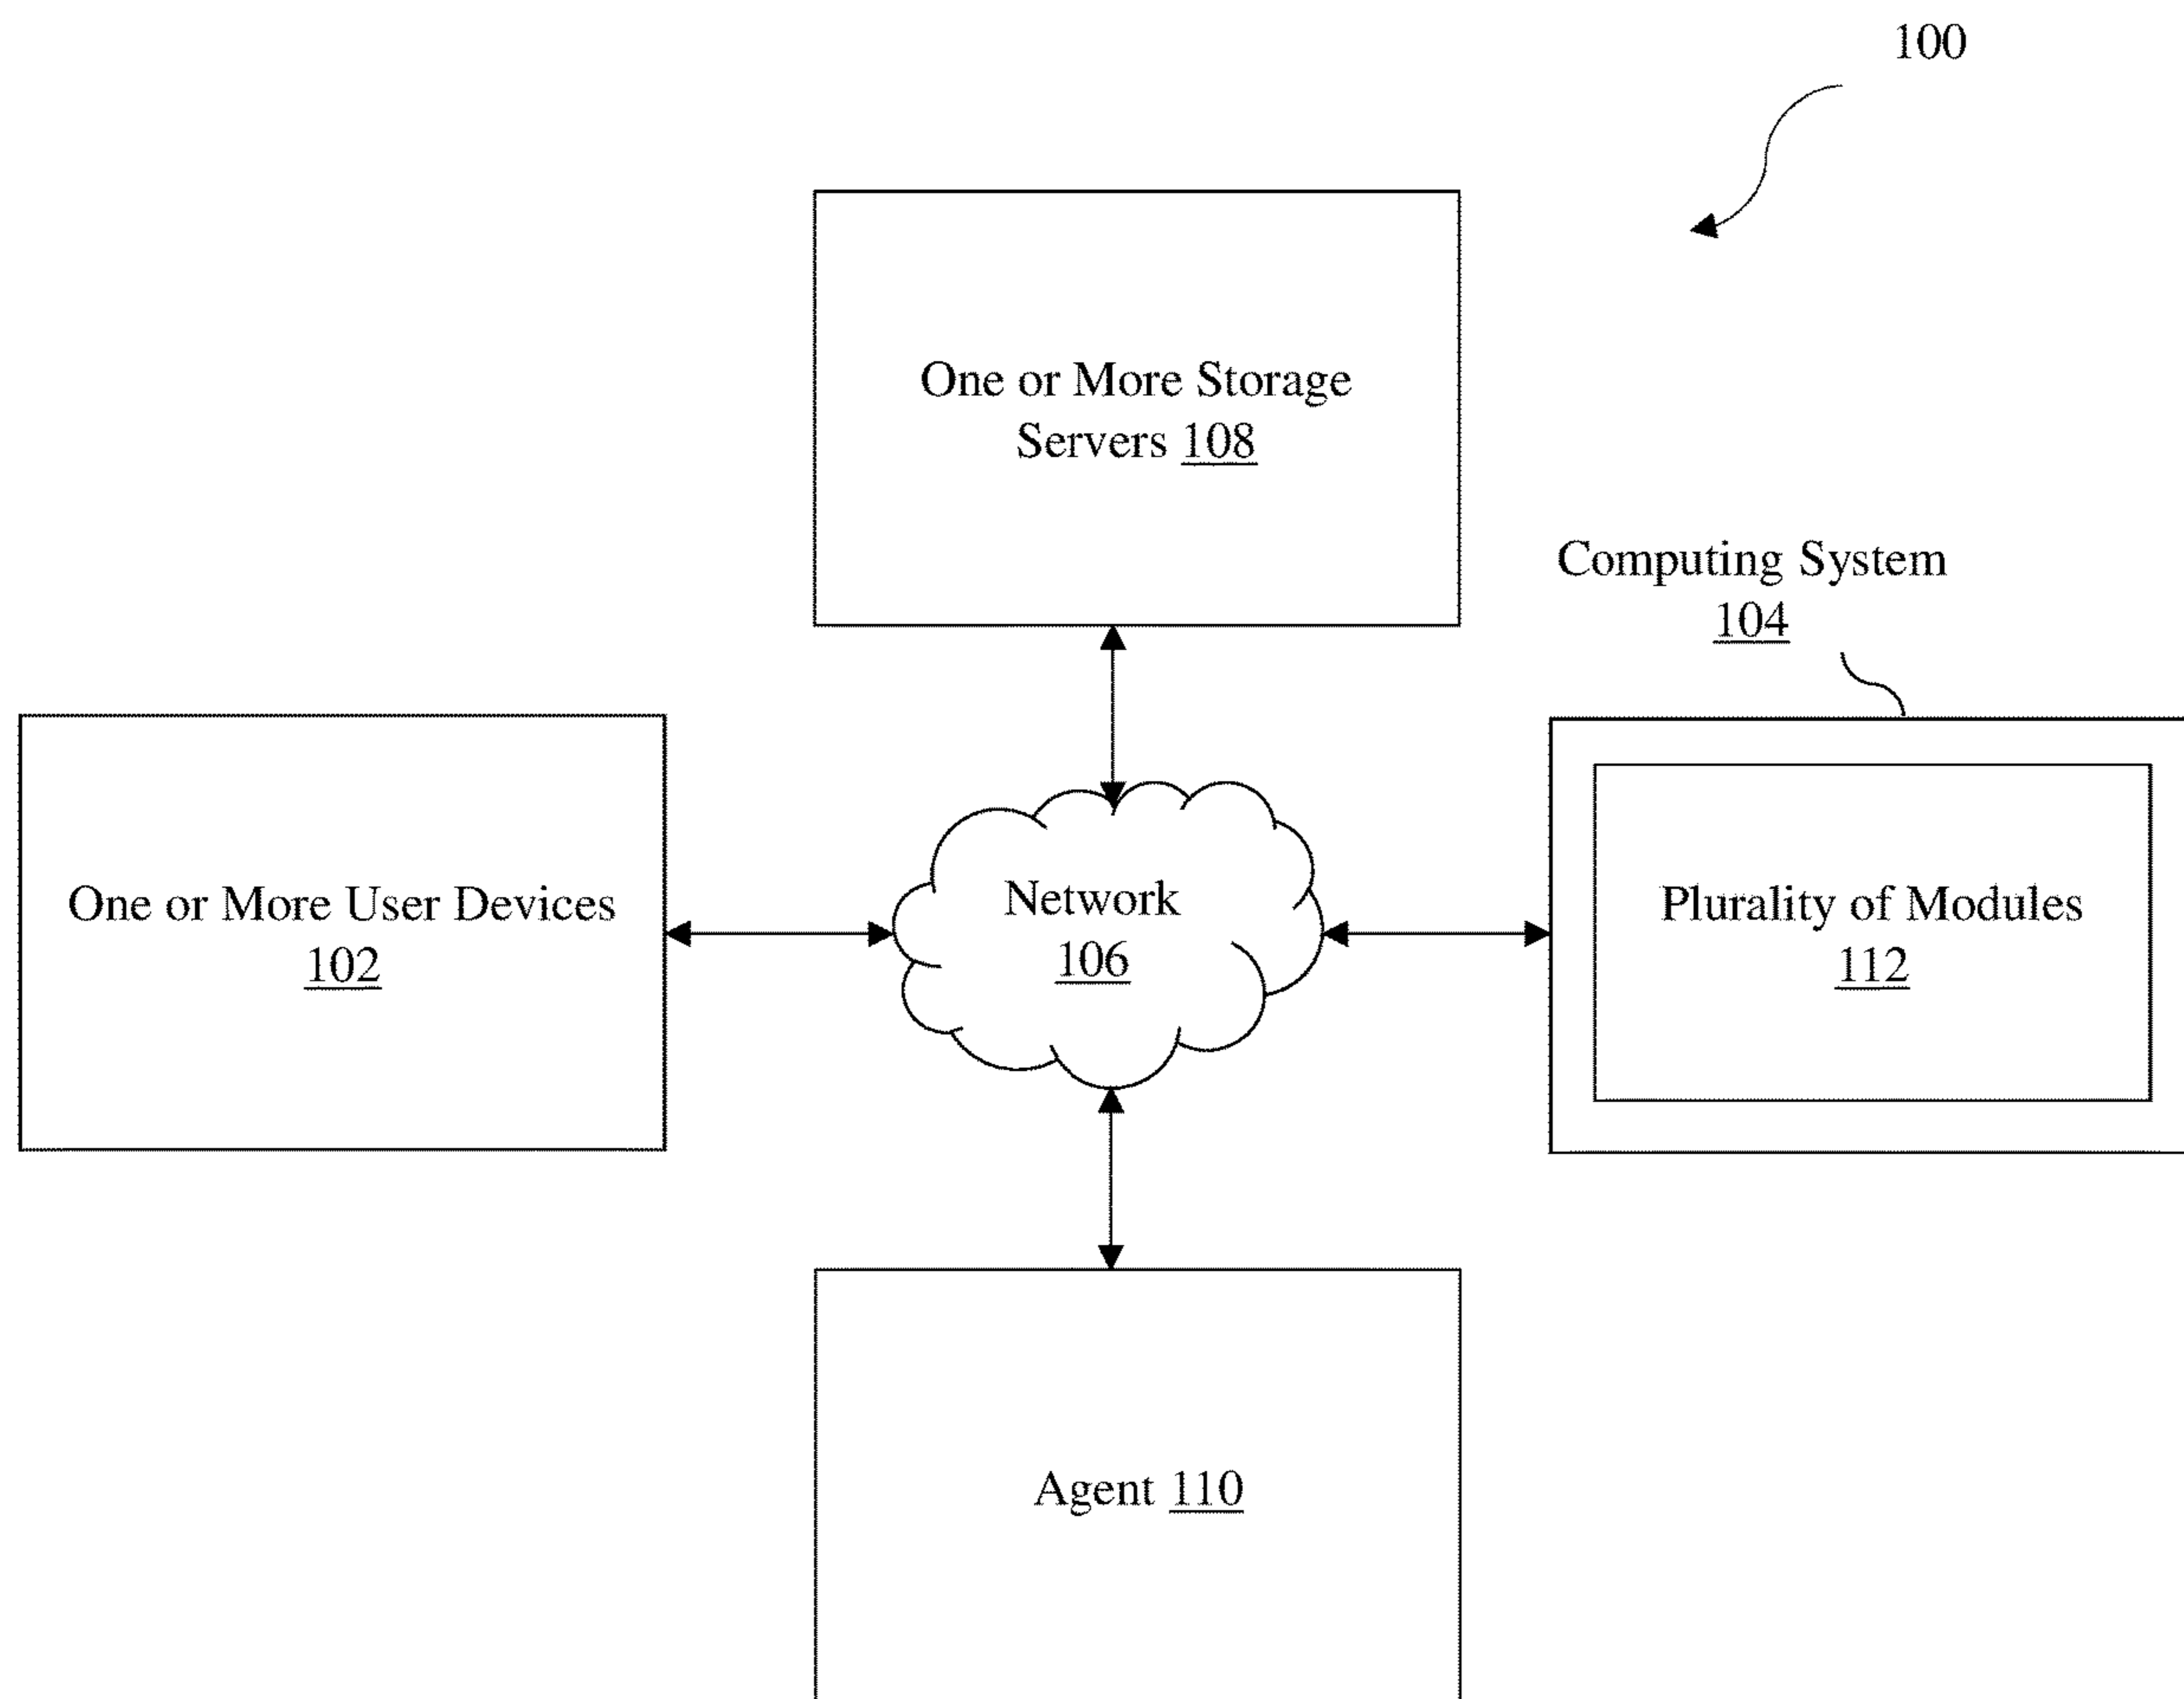 100
One or More Storage
Servers 108
Computing System
104
One or More User Devices
102
Network
106
Plurality of Modules
112
Agent 110